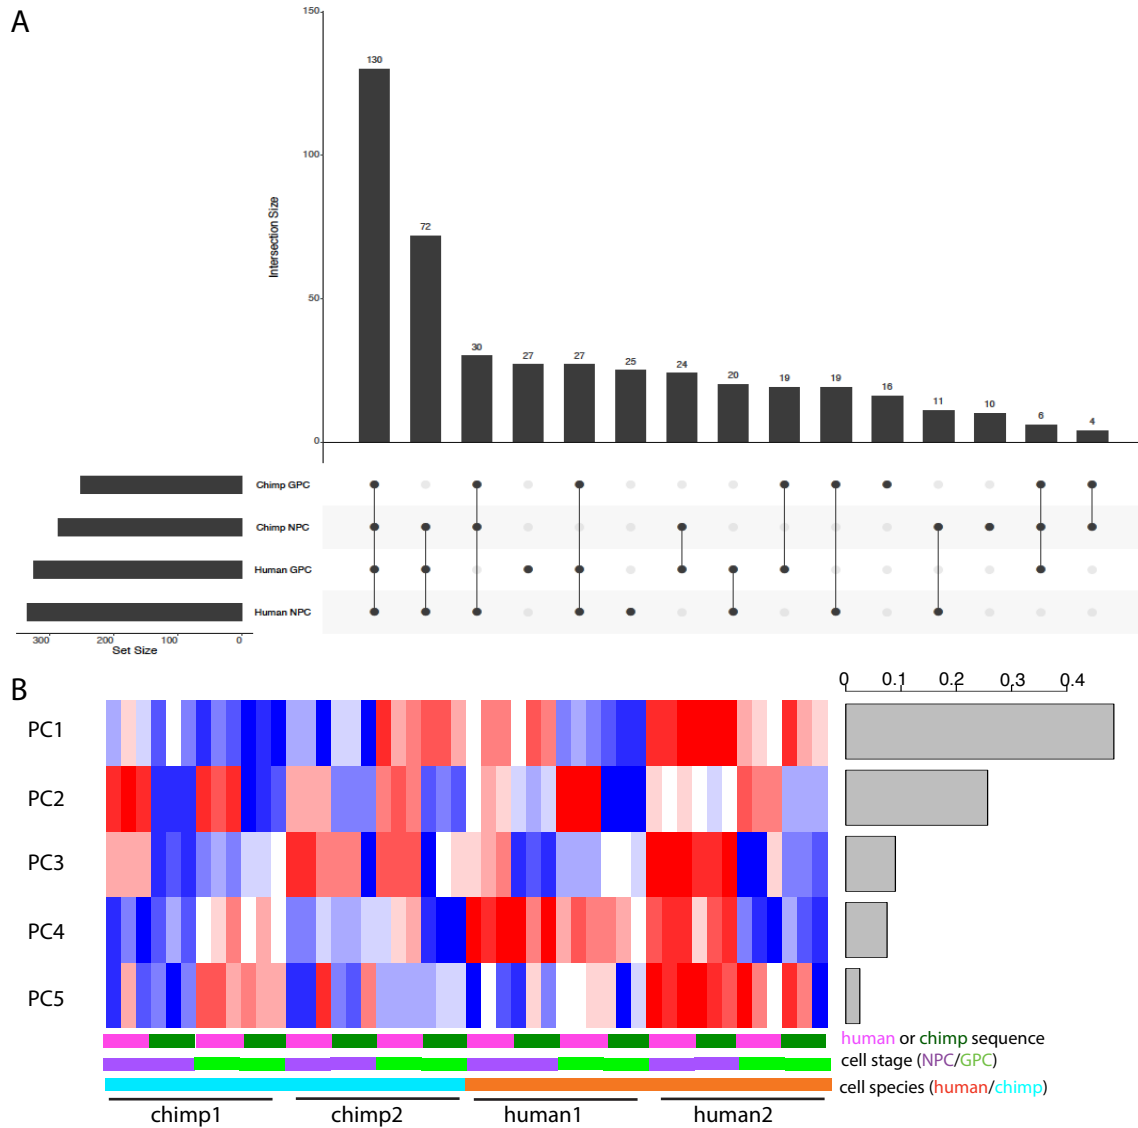 A
150
100
50
0
Intersection Size
130
72
30
27
27
25
24
20
19
19
16
11
10
6
4
Chimp GPC
Chimp NPC
Human GPC
Human NPC
300 200 100 0
Set Size
B
0 0.1 0.2 0.3 0.4
PC1
PC2
PC3
PC4
PC5
human or chimp sequence
cell stage (NPC/GPC)
cell species (human/chimp)
chimp1 chimp2 human1 human2